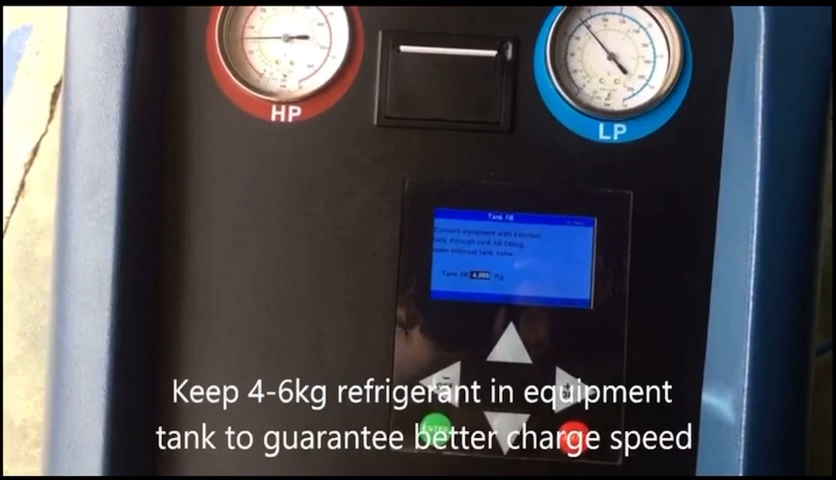 HP
LP
Tank fill
Connect equipment with external
tank through tank fill fitting,
open external tank valve.
Tank fill: 4.000 Kg
Keep 4-6kg refrigerant in equipment
tank to guarantee better charge speed
ENTER